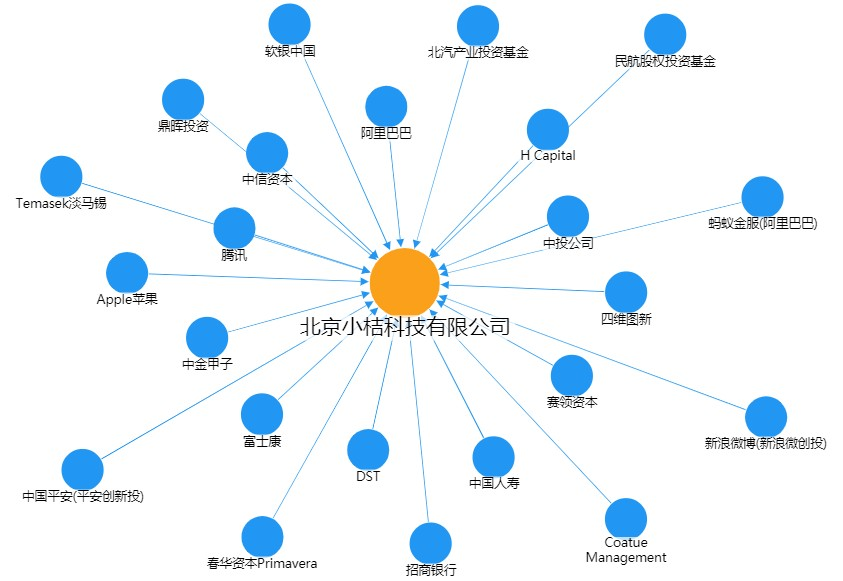 软银中国
北汽产业投资基金
民航股权投资基金
鼎晖投资
阿里巴巴
H Capital
中信资本
Temasek淡马锡
蚂蚁金服(阿里巴巴)
腾讯
中投公司
Apple苹果
四维图新
北京小桔科技有限公司
中金甲子
赛领资本
富士康
新浪微博(新浪微创投)
DST
中国人寿
中国平安(平安创新投)
春华资本Primavera
招商银行
Coatue
Management